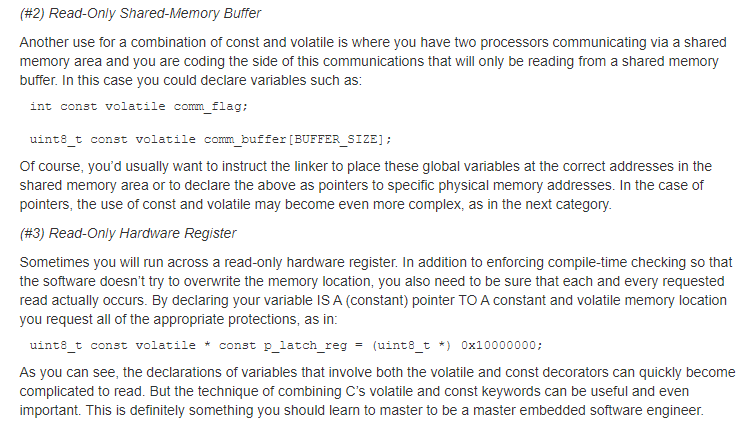 (#2) Read-Only Shared-Memory Buffer
Another use for a combination of const and volatile is where you have two processors communicating via a shared
memory area and you are coding the side of this communications that will only be reading from a shared memory
buffer. In this case you could declare variables such as:
int const volatile comm_flag;
uint8_t const volatile comm_buffer[BUFFER_SIZE];
Of course, you'd usually want to instruct the linker to place these global variables at the correct addresses in the
shared memory area or to declare the above as pointers to specific physical memory addresses. In the case of
pointers, the use of const and volatile may become even more complex, as in the next category.
(#3) Read-Only Hardware Register
Sometimes you will run across a read-only hardware register. In addition to enforcing compile-time checking so that
the software doesn't try to overwrite the memory location, you also need to be sure that each and every requested
read actually occurs. By declaring your variable IS A (constant) pointer TO A constant and volatile memory location
you request all of the appropriate protections, as in:
uint8_t const volatile * const p_latch_reg = (uint8_t *) 0x10000000;
As you can see, the declarations of variables that involve both the volatile and const decorators can quickly become
complicated to read. But the technique of combining C's volatile and const keywords can be useful and even
important. This is definitely something you should learn to master to be a master embedded software engineer.